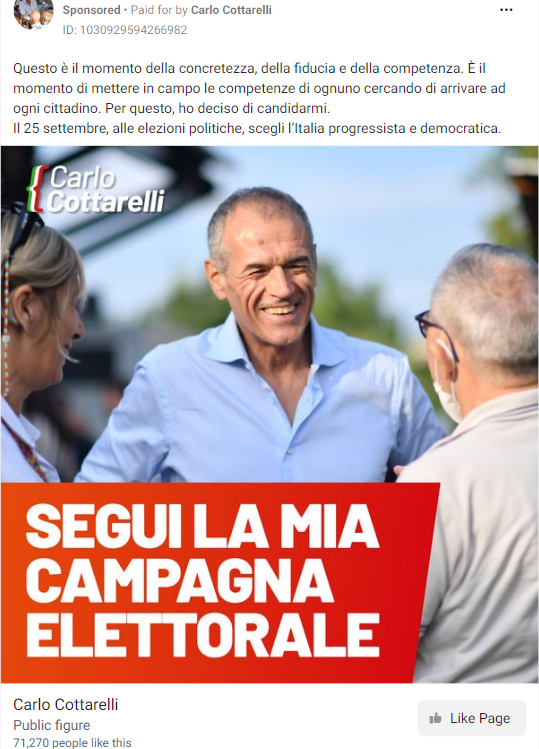 Sponsored • Paid for by Carlo Cottarelli
ID: 1030929594266982
Questo è il momento della concretezza, della fiducia e della competenza. È il
momento di mettere in campo le competenze di ognuno cercando di arrivare ad
ogni cittadino. Per questo, ho deciso di candidarmi.
Il 25 settembre, alle elezioni politiche, scegli l'Italia progressista e democratica.
Carlo
Cottarelli
SEGUI LA MIA
CAMPAGNA
ELETTORALE
Carlo Cottarelli
Public figure
71,270 people like this
Like Page